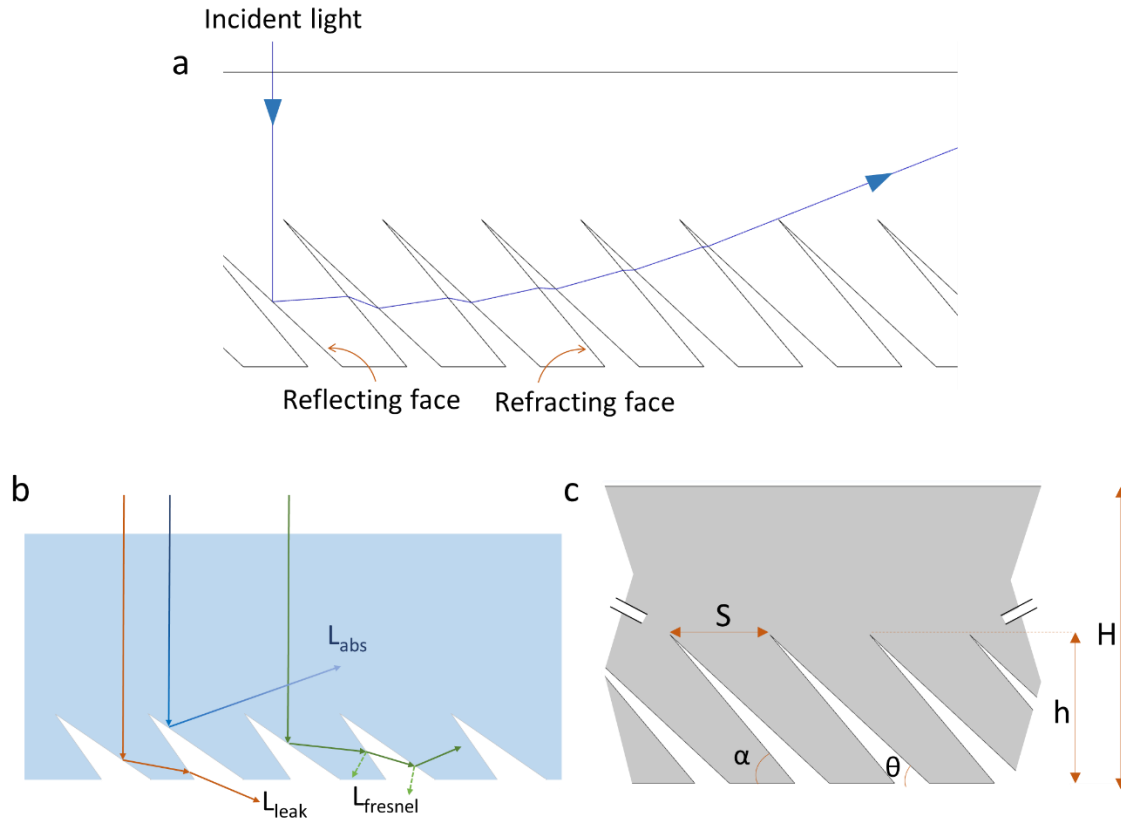 Incident light
a
Reflecting face
Refracting face
b
L_abs
L_leak
L_fresnel
c
S
H
h
α
θ